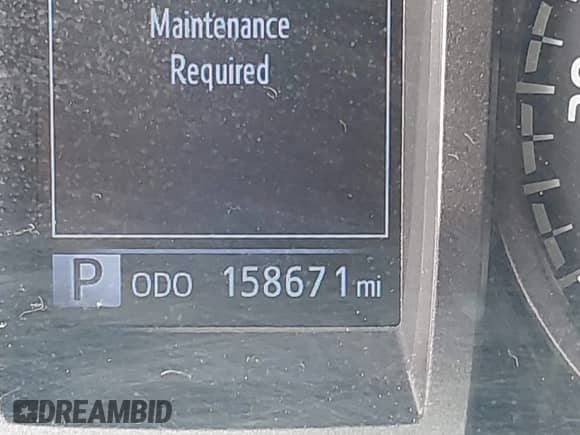 Maintenance
Required
P ODO 158671 mi
DREAMBID